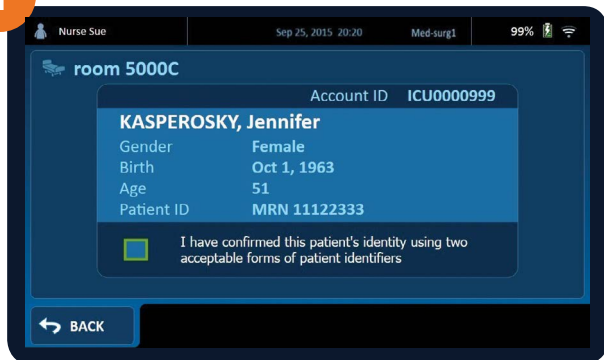 Nurse Sue Sep 25, 2015 20:20 Med-surg1 99%
room 5000C
Account ID ICU0000999
KASPEROSKY, Jennifer
Gender Female
Birth Oct 1, 1963
Age 51
Patient ID MRN 11122333
I have confirmed this patient's identity using two
acceptable forms of patient identifiers
BACK